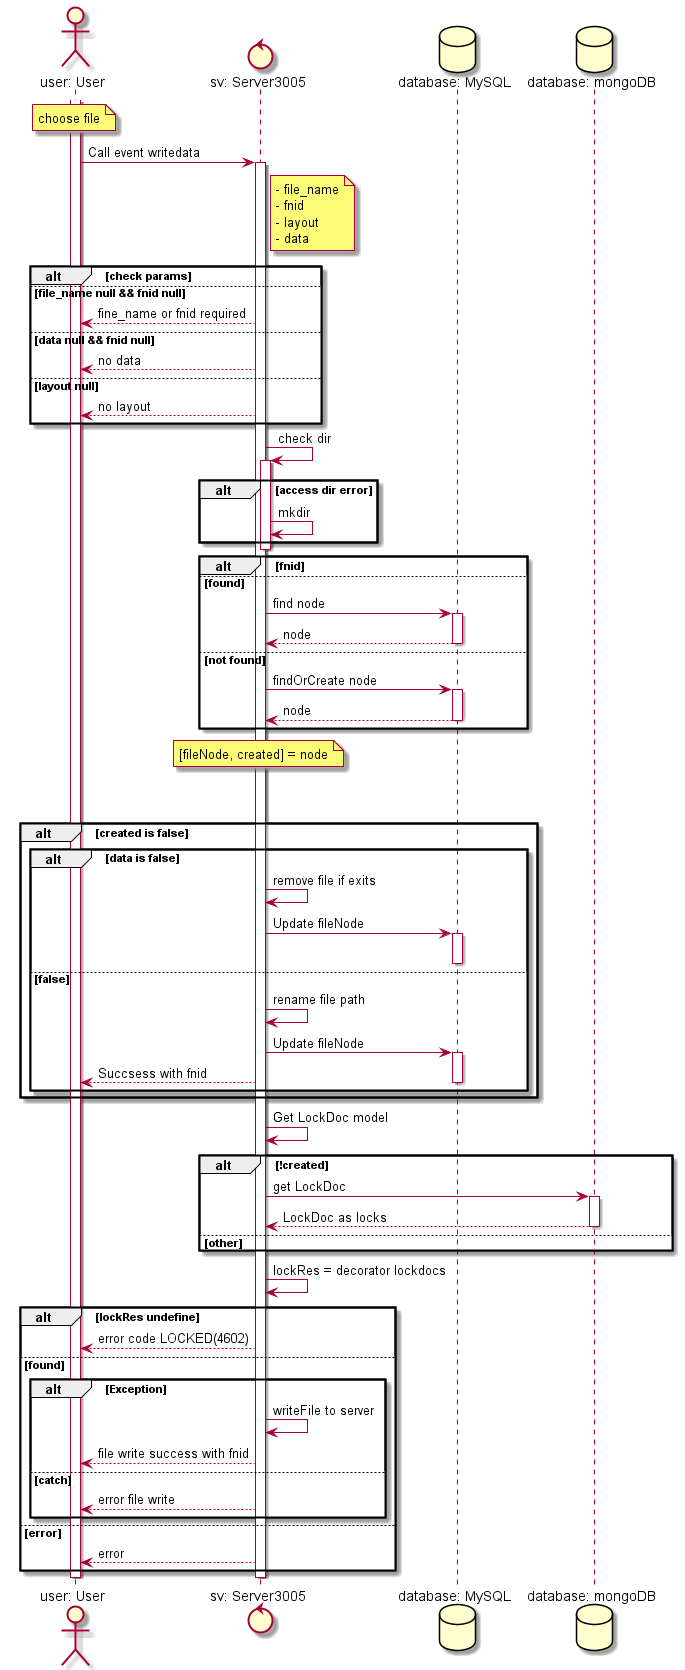 user: User
sv: Server3005
database: MySQL
database: mongoDB
choose file
Call event writedata
- file_name
- fnid
- layout
- data
alt [check params]
[file_name null && fnid null]
fine_name or fnid required
[data null && fnid null]
no data
[layout null]
no layout
check dir
alt [access dir error]
mkdir
alt [fnid]
[found]
find node
node
[not found]
findOrCreate node
node
[fileNode, created] = node
alt [created is false]
alt [data is false]
remove file if exits
Update fileNode
[false]
rename file path
Update fileNode
Succsess with fnid
Get LockDoc model
alt [!created]
get LockDoc
LockDoc as locks
[other]
lockRes = decorator lockdocs
alt [lockRes undefine]
error code LOCKED(4602)
[found]
alt [Exception]
writeFile to server
file write success with fnid
[catch]
error file write
[error]
error
user: User
sv: Server3005
database: MySQL
database: mongoDB